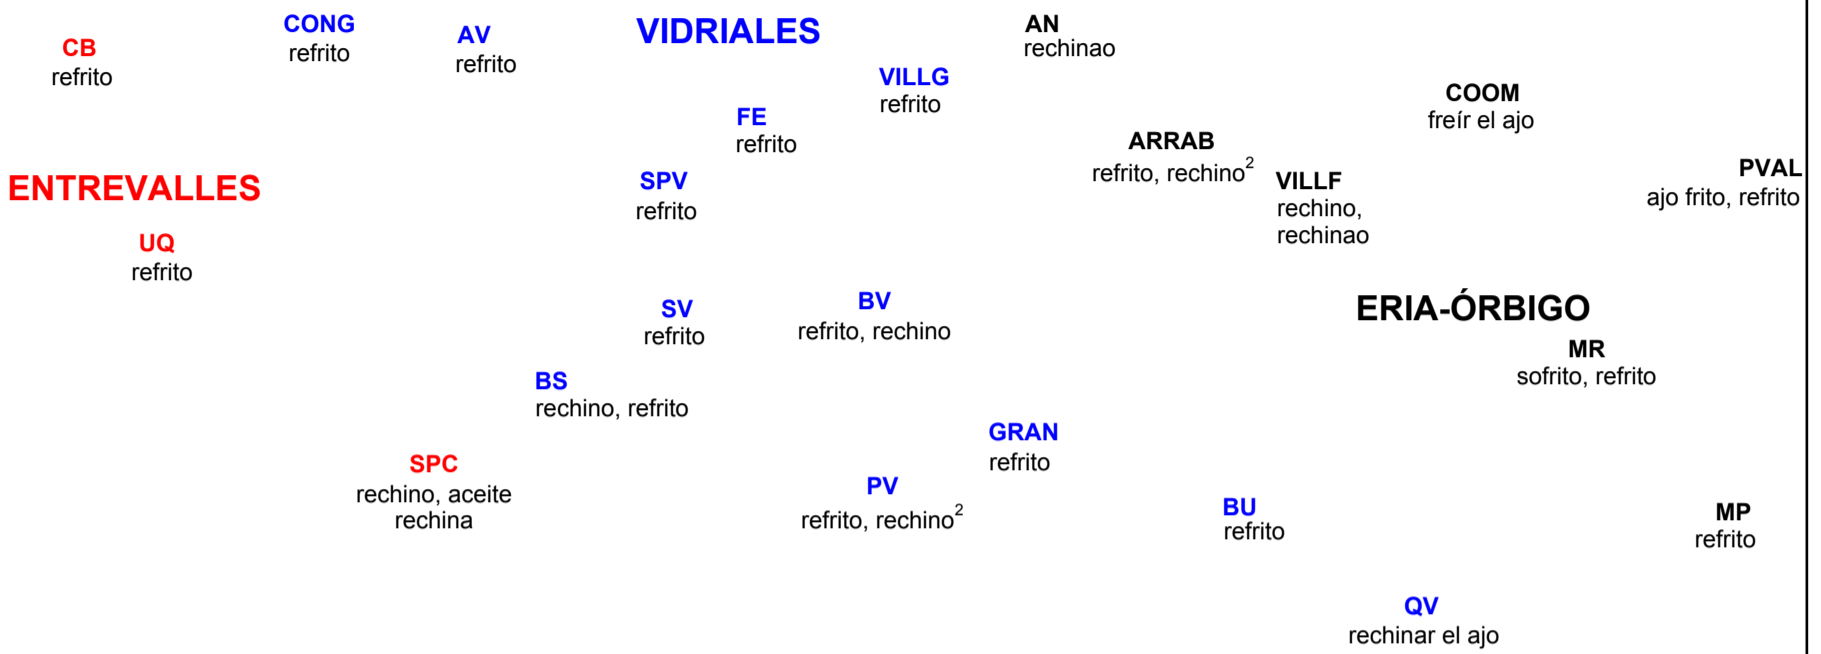 CONG
refrito
AV
refrito
VIDRIALES
AN
rechinao
CB
refrito
VILLG
refrito
COOM
freír el ajo
FE
refrito
ARRAB
refrito, rechino²
PVAL
ajo frito, refrito
ENTREVALLES
SPV
refrito
VILLF
rechino,
rechinao
UQ
refrito
SV
refrito
BV
refrito, rechino
ERIA-ÓRBIGO
MR
sofrito, refrito
BS
rechino, refrito
GRAN
refrito
SPC
rechino, aceite
rechina
PV
refrito, rechino²
BU
refrito
MP
refrito
QV
rechinar el ajo